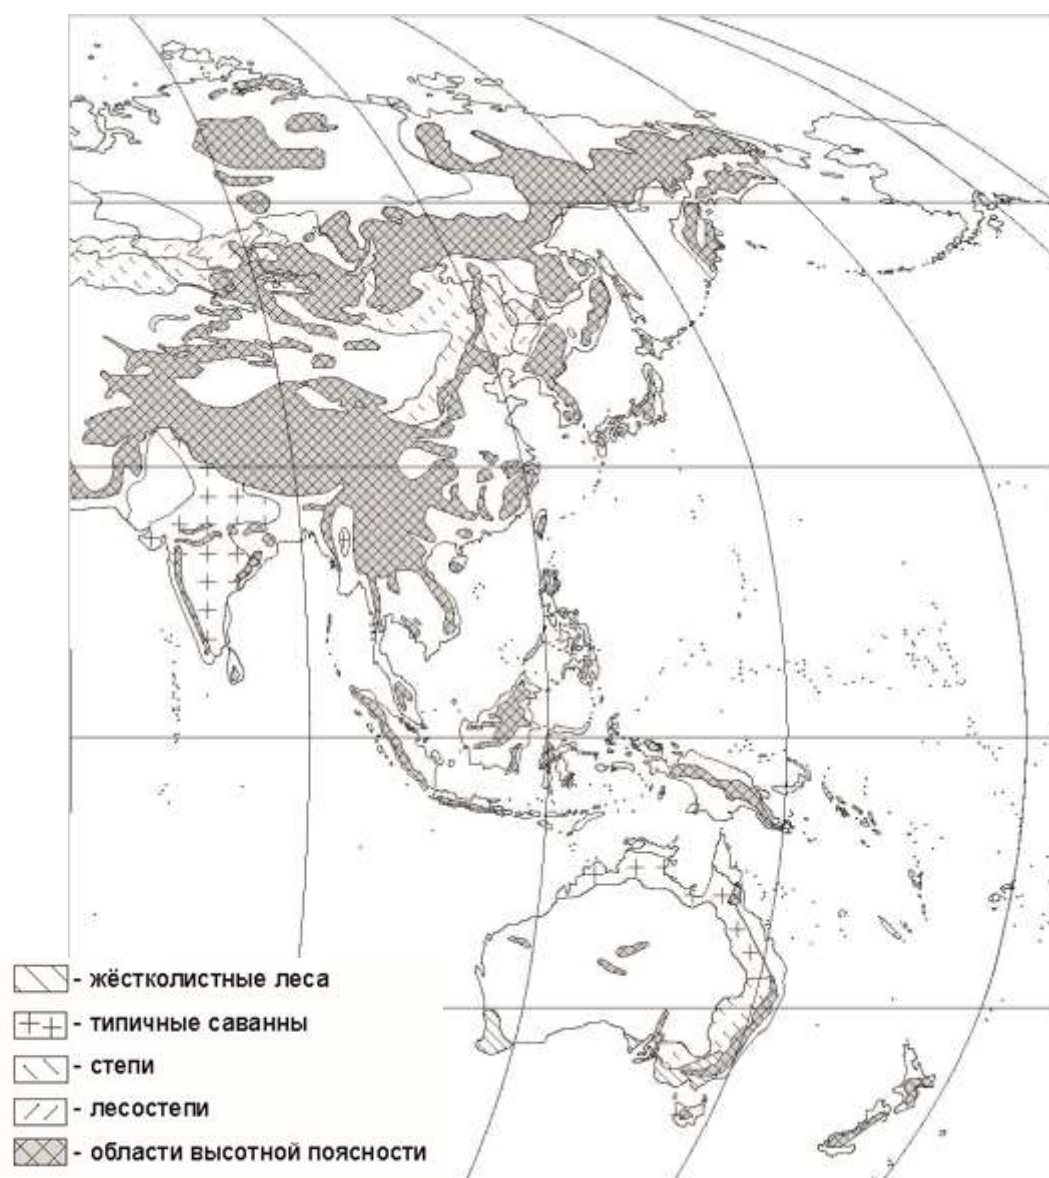 - жёстколистные леса
- типичные саванны
- степи
- лесостепи
- области высотной поясности